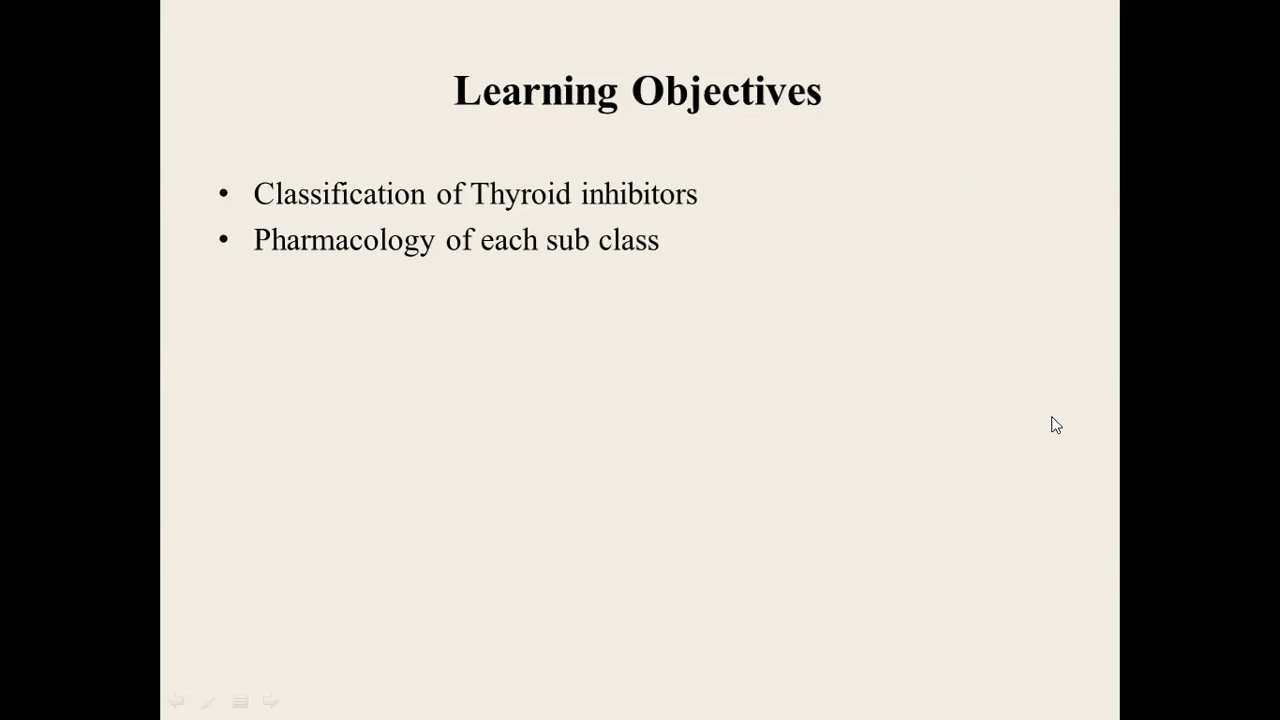 Learning Objectives
• Classification of Thyroid inhibitors
• Pharmacology of each sub class